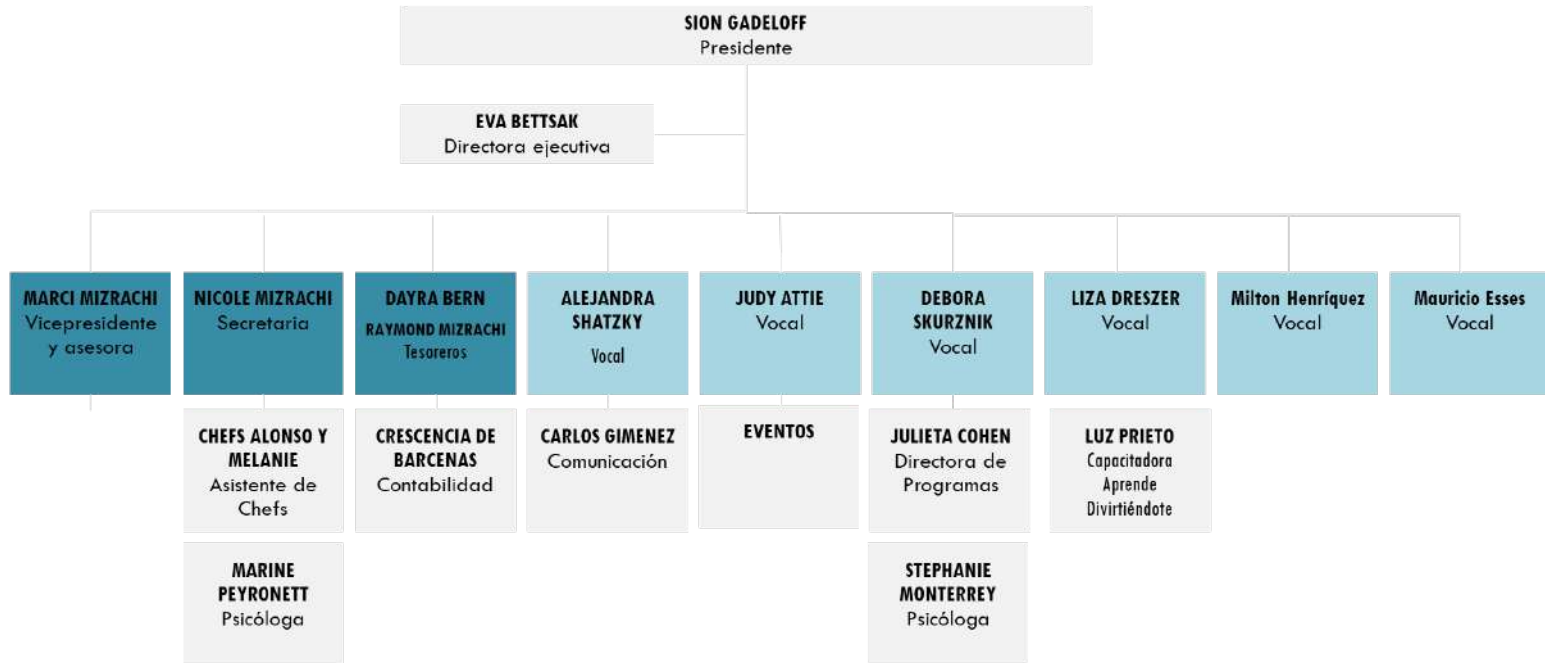 SION GADELOFF
Presidente
EVA BETTSAK
Directora ejecutiva
MARCI MIZRACHI
Vicepresidente
y asesora
NICOLE MIZRACHI
Secretaria
DAYRA BERN
RAYMOND MIZRACHI
Tesoreros
ALEJANDRA
SHATZKY
Vocal
JUDY ATTIE
Vocal
DEBORA
SKURZNIK
Vocal
LIZA DRESZER
Vocal
Milton Henríquez
Vocal
Mauricio Esses
Vocal
CHEFS ALONSO Y
MELANIE
Asistente de
Chefs
CRESCENCIA DE
BARCENAS
Contabilidad
CARLOS GIMENEZ
Comunicación
EVENTOS
JULIETA COHEN
Directora de
Programas
LUZ PRIETO
Capacitadora
Aprende
Divirtiéndote
MARINE
PEYRONETT
Psicóloga
STEPHANIE
MONTERREY
Psicóloga